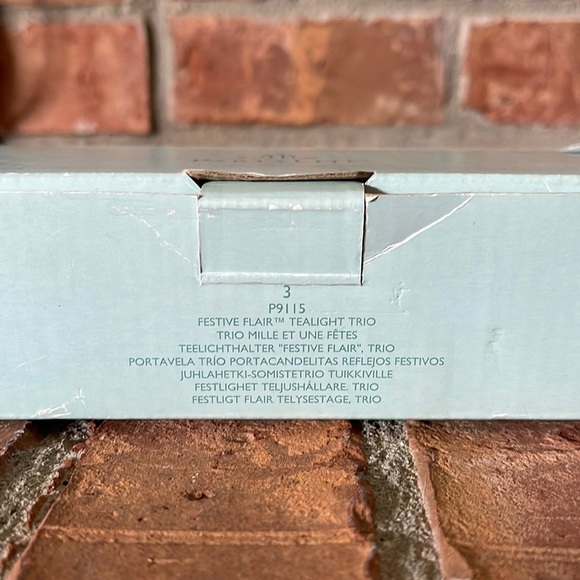 3
P9115
FESTIVE FLAIR™ TEALIGHT TRIO
TRIO MILLE ET UNE FÊTES
TEELICHTHALTER "FESTIVE FLAIR", TRIO
PORTAVELA TRÍO PORTACANDELITAS REFLEJOS FESTIVOS
JUHLAHETKI-SOMISTETRIO TUIKKIVILLE
FESTLIGHET TELJUSHÅLLARE, TRIO
FESTLIGT FLAIR TELYSESTAGE, TRIO